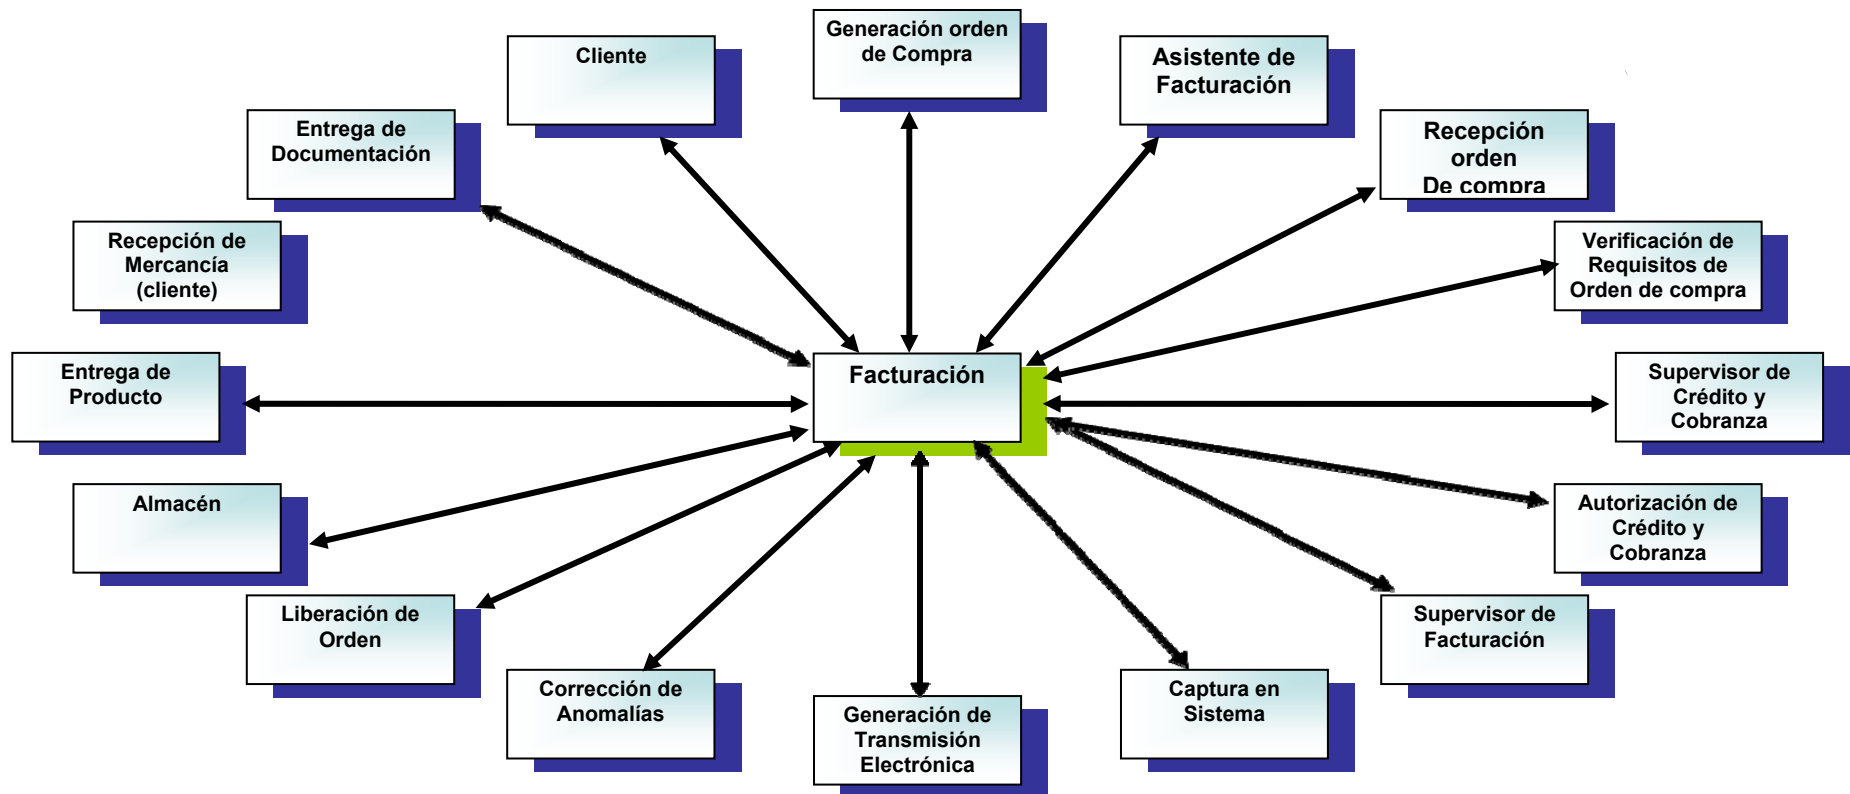 Generación orden
de Compra
Cliente
Asistente de
Facturación
Entrega de
Documentación
Recepción
orden
De compra
Recepción de
Mercancía
(cliente)
Verificación de
Requisitos de
Orden de compra
Entrega de
Producto
Facturación
Supervisor de
Crédito y
Cobranza
Almacén
Autorización de
Crédito y
Cobranza
Liberación de
Orden
Supervisor de
Facturación
Corrección de
Anomalías
Generación de
Transmisión
Electrónica
Captura en
Sistema